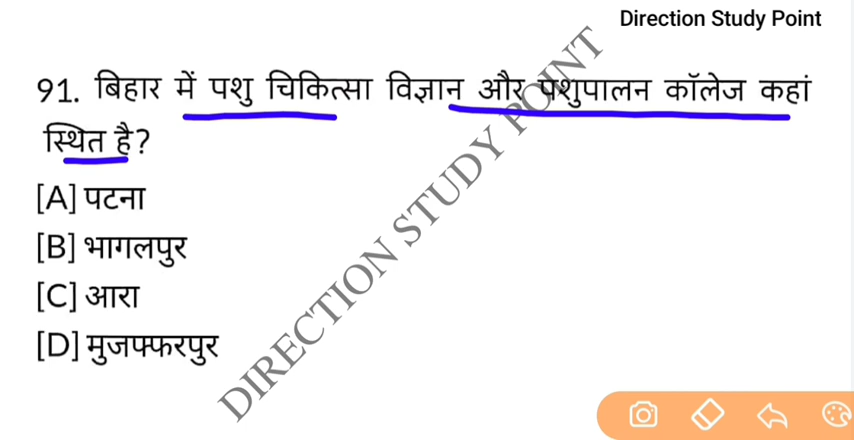 Direction Study Point
91. बिहार में पशु चिकित्सा विज्ञान और पशुपालन कॉलेज कहां
स्थित है?
[A] पटना
[B] भागलपुर
[C] आरा
[D] मुजफ्फरपुर
DIRECTION STUDY POINT